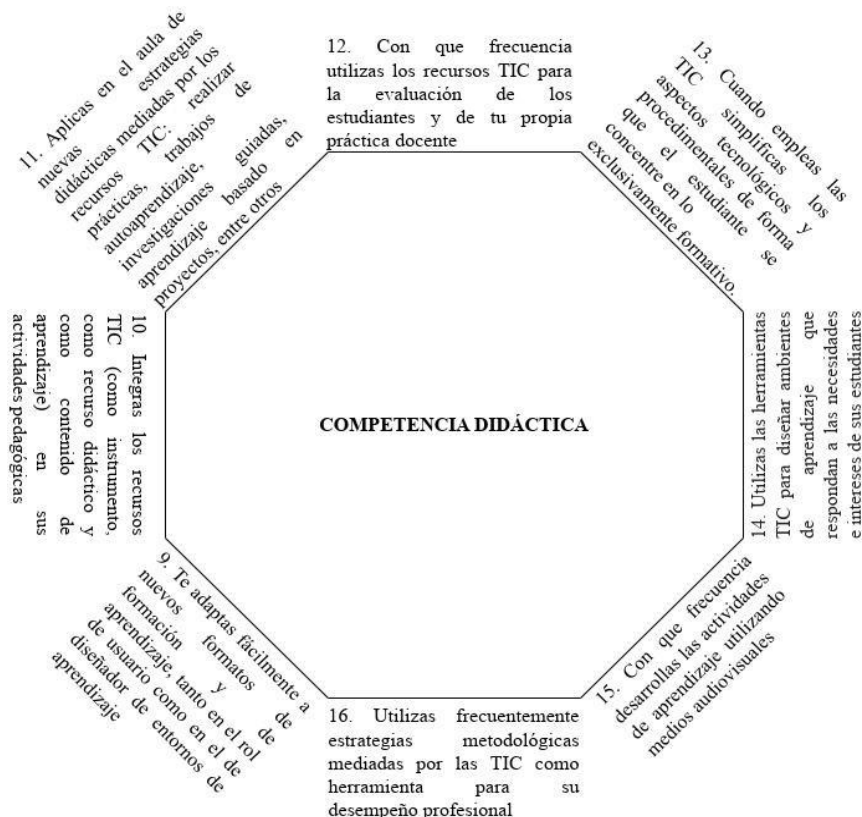 12. Con que frecuencia
utilizas los recursos TIC para
la evaluación de los
estudiantes y de tu propia
práctica docente
13. Cuando empleas las
TIC simplificas los
aspectos tecnológicos y
procedimentales de forma
que el estudiante se
concentre en lo
exclusivamente formativo.
11. Aplicas en el aula de
nuevas estrategias
didácticas mediadas por los
recursos TIC: realizar
prácticas, trabajos de
autoaprendizaje,
investigaciones guiadas,
aprendizaje basado en
proyectos, entre otros
10. Integras los recursos
TIC (como instrumento,
como recurso didáctico y
como contenido de
aprendizaje) en sus
actividades pedagógicas
COMPETENCIA DIDÁCTICA
14. Utilizas las herramientas
TIC para diseñar ambientes
de aprendizaje que
respondan a las necesidades
e intereses de sus estudiantes
9. Te adaptas fácilmente a
nuevos formatos de
formación y de
aprendizaje, tanto en el rol
de usuario como en el de
diseñador de entornos de
aprendizaje
15. Con que frecuencia
desarrollas las actividades
de aprendizaje utilizando
medios audiovisuales
16. Utilizas frecuentemente
estrategias metodológicas
mediadas por las TIC como
herramienta para su
desempeño profesional